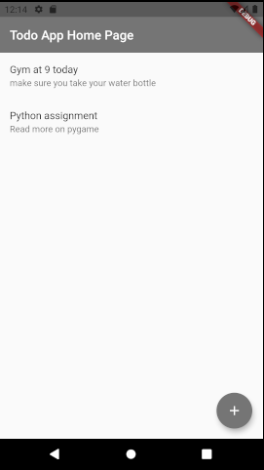 12:14
DEBUG
Todo App Home Page
Gym at 9 today
make sure you take your water bottle
Python assignment
Read more on pygame